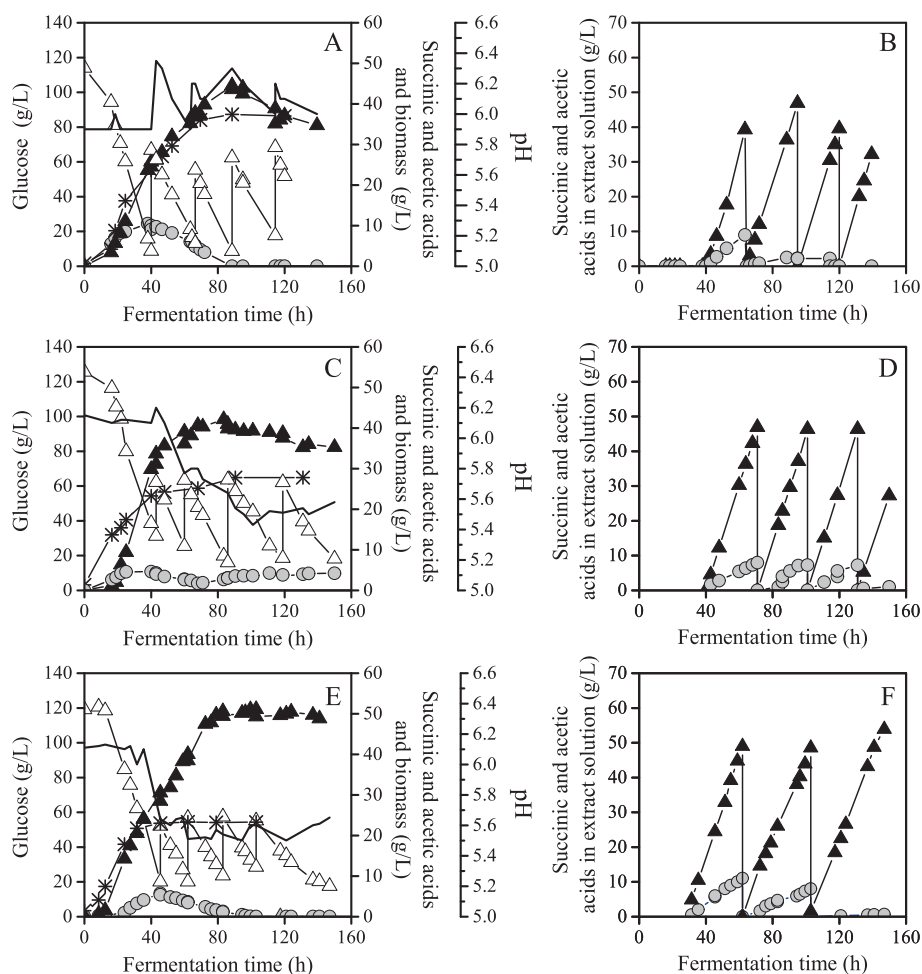 A
Glucose (g/L)
140
120
100
80
60
40
20
0
60
50
40
30
20
10
0
Succinic and acetic acids
and biomass (g/L)
6.6
6.4
6.2
6.0
5.8
5.6
5.4
5.2
5.0
pH
0 40 80 120 160
Fermentation time (h)
B
Succinic and acetic
acids in extract solution (g/L)
70
60
50
40
30
20
10
0
0 40 80 120 160
Fermentation time (h)
C
Glucose (g/L)
140
120
100
80
60
40
20
0
60
50
40
30
20
10
0
Succinic and acetic acids
and biomass (g/L)
6.6
6.4
6.2
6.0
5.8
5.6
5.4
5.2
5.0
pH
0 40 80 120 160
Fermentation time (h)
D
Succinic and acetic
acids in extract solution (g/L)
70
60
50
40
30
20
10
0
0 40 80 120 160
Fermentation time (h)
E
Glucose (g/L)
140
120
100
80
60
40
20
0
60
50
40
30
20
10
0
Succinic and acetic acids
and biomass (g/L)
6.6
6.4
6.2
6.0
5.8
5.6
5.4
5.2
5.0
pH
0 40 80 120 160
Fermentation time (h)
F
Succinic and acetic
acids in extract solution (g/L)
70
60
50
40
30
20
10
0
0 40 80 120 160
Fermentation time (h)